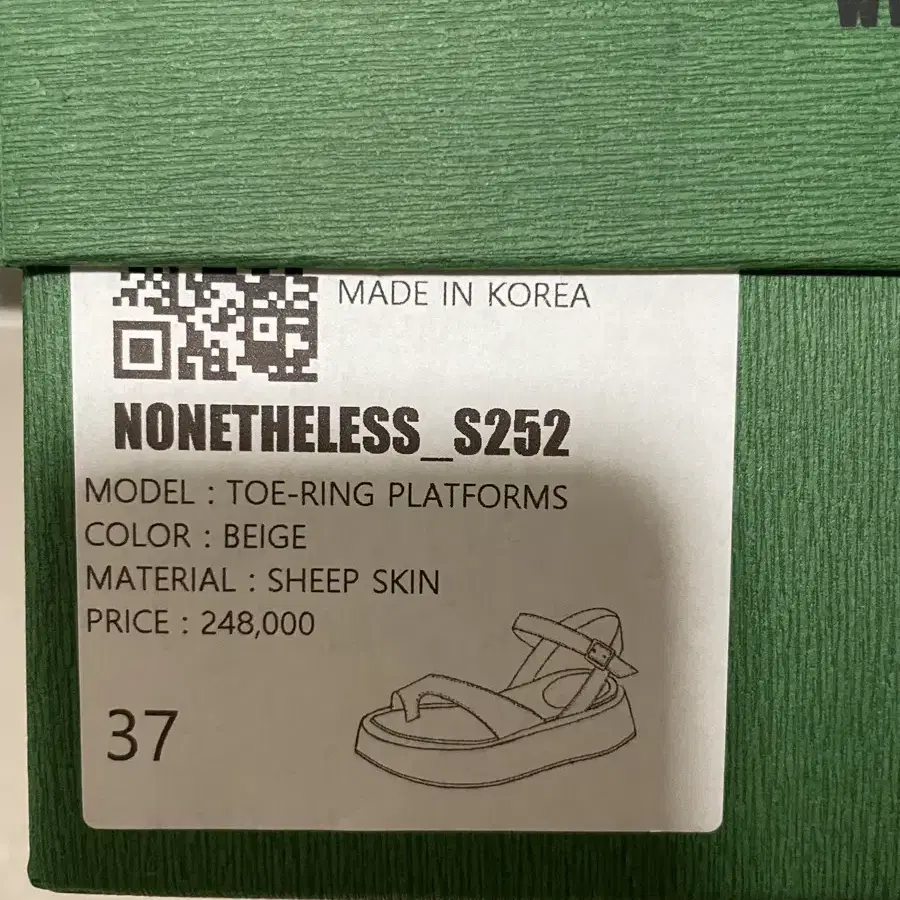 MADE IN KOREA
NONETHELESS_S252
MODEL : TOE-RING PLATFORMS
COLOR : BEIGE
MATERIAL : SHEEP SKIN
PRICE : 248,000
37